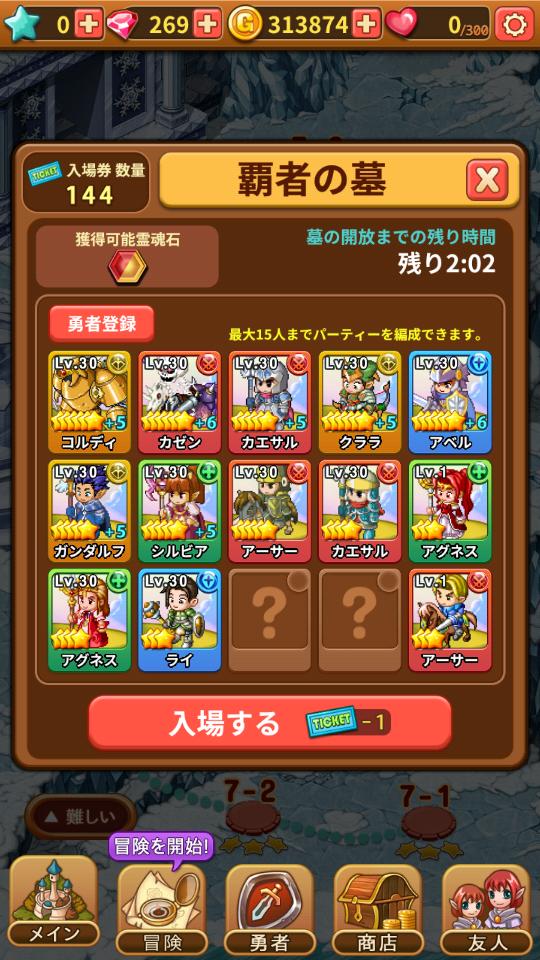 0
269
313874
0/300
TICKET 入場券 数量
144
覇者の墓
獲得可能霊魂石
墓の開放までの残り時間
残り2:02
勇者登録
最大15人までパーティーを編成できます。
Lv.30 Lv.30 Lv.30 Lv.30 Lv.30
+5 +6 +5 +5 +6
コルディ カゼン カエサル クララ アベル
Lv.30 Lv.30 Lv.30 Lv.30 Lv.1
+5 +5
ガンダルフ シルビア アーサー カエサル アグネス
Lv.30 Lv.30 ? ? Lv.1
アグネス ライ アーサー
入場する TICKET -1
7-2 7-1
▲ 難しい
冒険を開始!
メイン 冒険 勇者 商店 友人